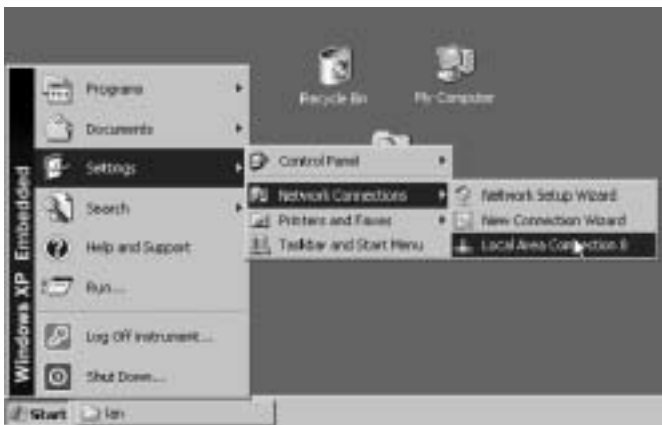 Recycle Bin
My Computer
Programs
Documents
Settings
Search
Help and Support
Run...
Log Off instrument...
Shut Down...
Windows XP Embedded
Control Panel
Network Connections
Printers and Faxes
Taskbar and Start Menu
Network Setup Wizard
New Connection Wizard
Local Area Connection 8
Start
lan